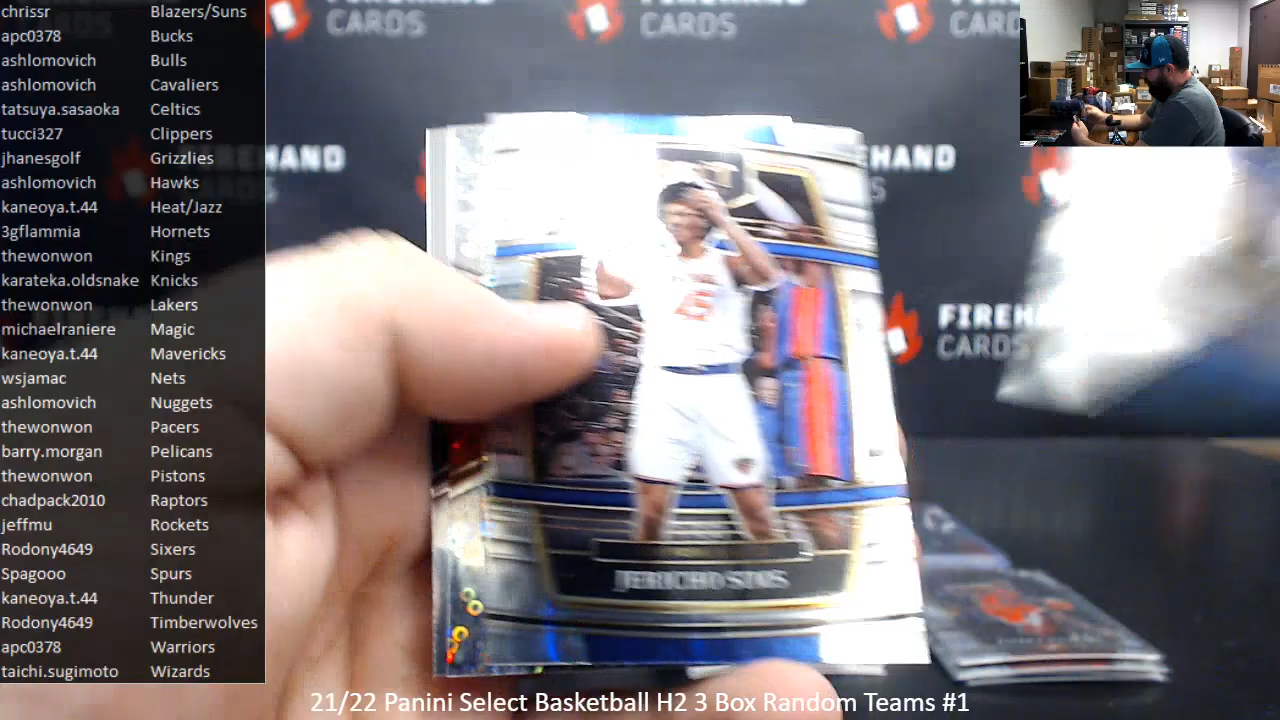 chrissr Blazers/Suns
apc0378 Bucks
ashlomovich Bulls
ashlomovich Cavaliers
tatsuya.sasaoka Celtics
tucci327 Clippers
jhanesgolf Grizzlies
ashlomovich Hawks
kaneoya.t.44 Heat/Jazz
3gflammia Hornets
thewonwon Kings
karateka.oldsnake Knicks
thewonwon Lakers
michaelraniere Magic
kaneoya.t.44 Mavericks
wsjamac Nets
ashlomovich Nuggets
thewonwon Pacers
barry.morgan Pelicans
thewonwon Pistons
chadpack2010 Raptors
jeffmu Rockets
Rodony4649 Sixers
Spagooo Spurs
kaneoya.t.44 Thunder
Rodony4649 Timberwolves
apc0378 Warriors
taichi.sugimoto Wizards
FIREHAND
CARDS
CARDS
CARDS
FIREHAND
CARDS
JERICHO SIMS
21/22 Panini Select Basketball H2 3 Box Random Teams #1